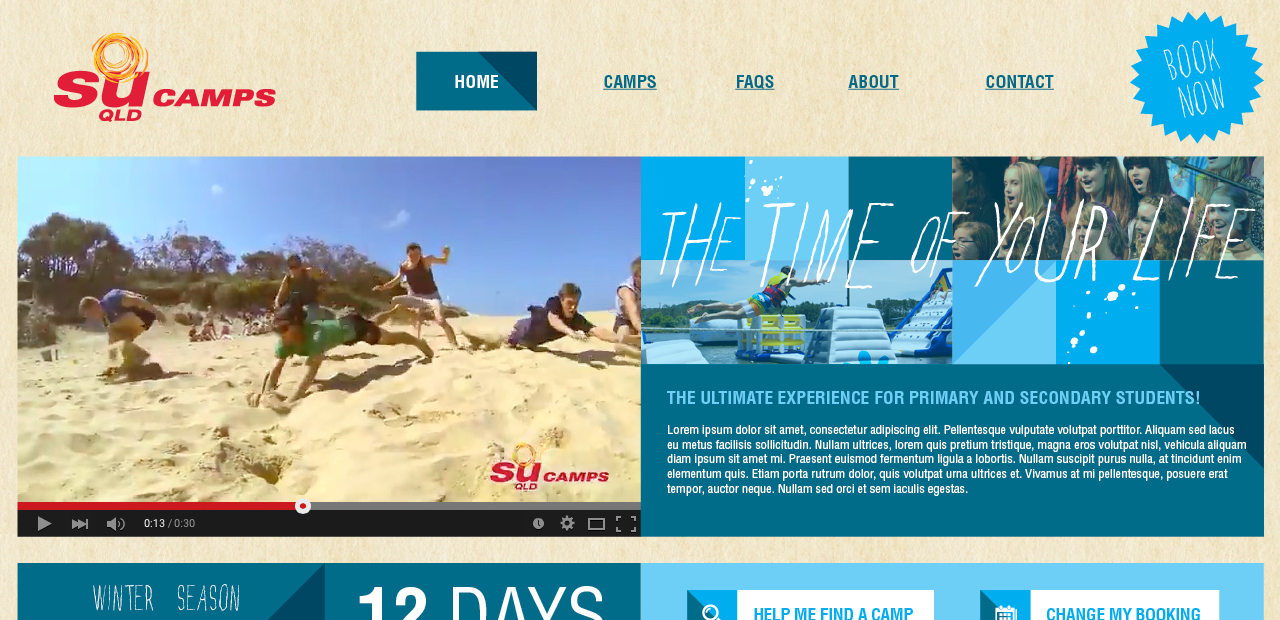 su CAMPS
QLD
HOME
CAMPS
FAQS
ABOUT
CONTACT
BOOK
NOW
THE TIME OF YOUR LIFE
su CAMPS
QLD
0:13 / 0:30
THE ULTIMATE EXPERIENCE FOR PRIMARY AND SECONDARY STUDENTS!
Lorem ipsum dolor sit amet, consectetur adipiscing elit. Pellentesque vulputate volutpat porttitor. Aliquam sed lacus
eu metus facilisis sollicitudin. Nullam ultrices, lorem quis pretium tristique, magna eros volutpat nisl, vehicula aliquam
diam ipsum sit amet mi. Praesent euismod fermentum ligula a lobortis. Nullam suscipit purus nulla, at tincidunt enim
elementum quis. Etiam porta rutrum dolor, quis volutpat urna ultrices et. Vivamus at mi pellentesque, posuere erat
tempor, auctor neque. Nullam sed orci et sem iaculis egestas.
WINTER SEASON
12 DAYS
HELP ME FIND A CAMP
CHANGE MY BOOKING